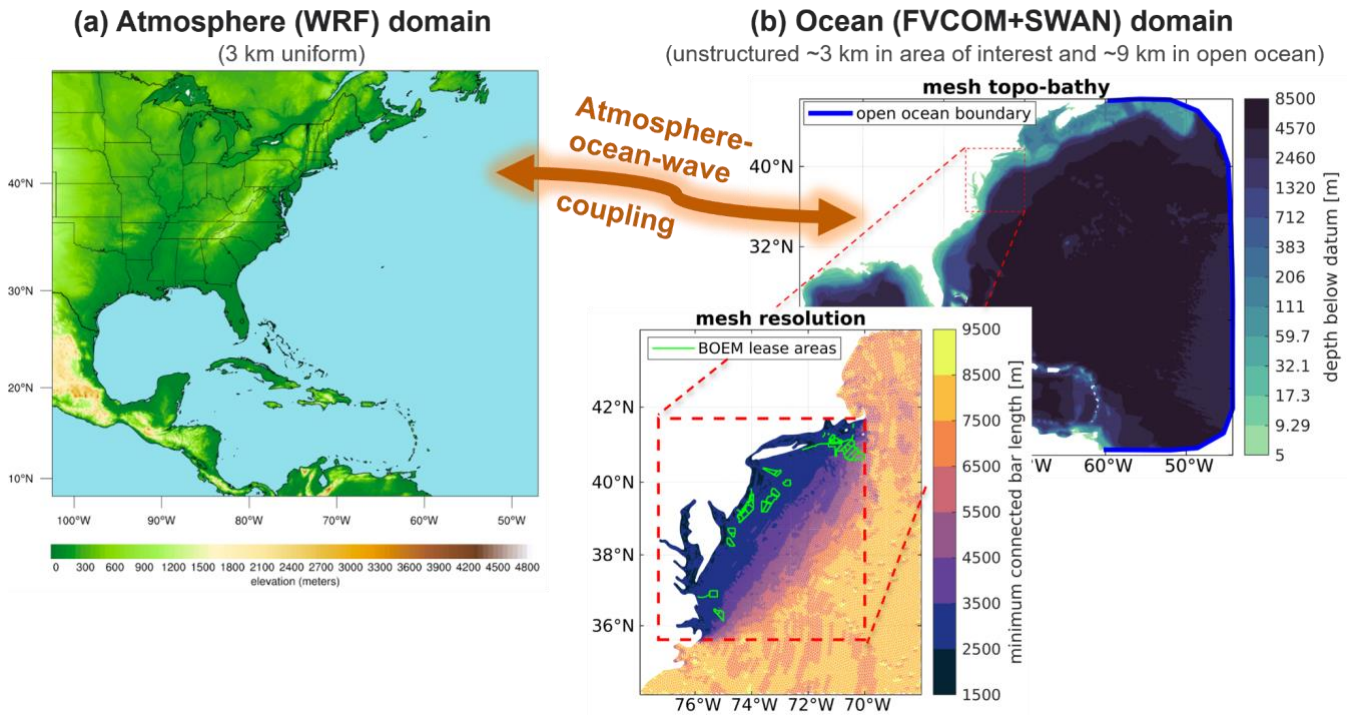 (a) Atmosphere (WRF) domain
(3 km uniform)
40°N
30°N
20°N
10°N
100°W 90°W 80°W 70°W 60°W 50°W
0 300 600 900 1200 1500 1800 2100 2400 2700 3000 3300 3600 3900 4200 4500 4800
elevation (meters)
Atmosphere-
ocean-wave
coupling
(b) Ocean (FVCOM+SWAN) domain
(unstructured ~3 km in area of interest and ~9 km in open ocean)
mesh topo-bathy
open ocean boundary
40°N
32°N
°W 60°W 50°W
8500
4570
2460
1320
712
383
206
111
59.7
32.1
17.3
9.29
5
depth below datum [m]
mesh resolution
BOEM lease areas
42°N
40°N
38°N
36°N
76°W 74°W 72°W 70°W
9500
8500
7500
6500
5500
4500
3500
2500
1500
minimum connected bar length [m]